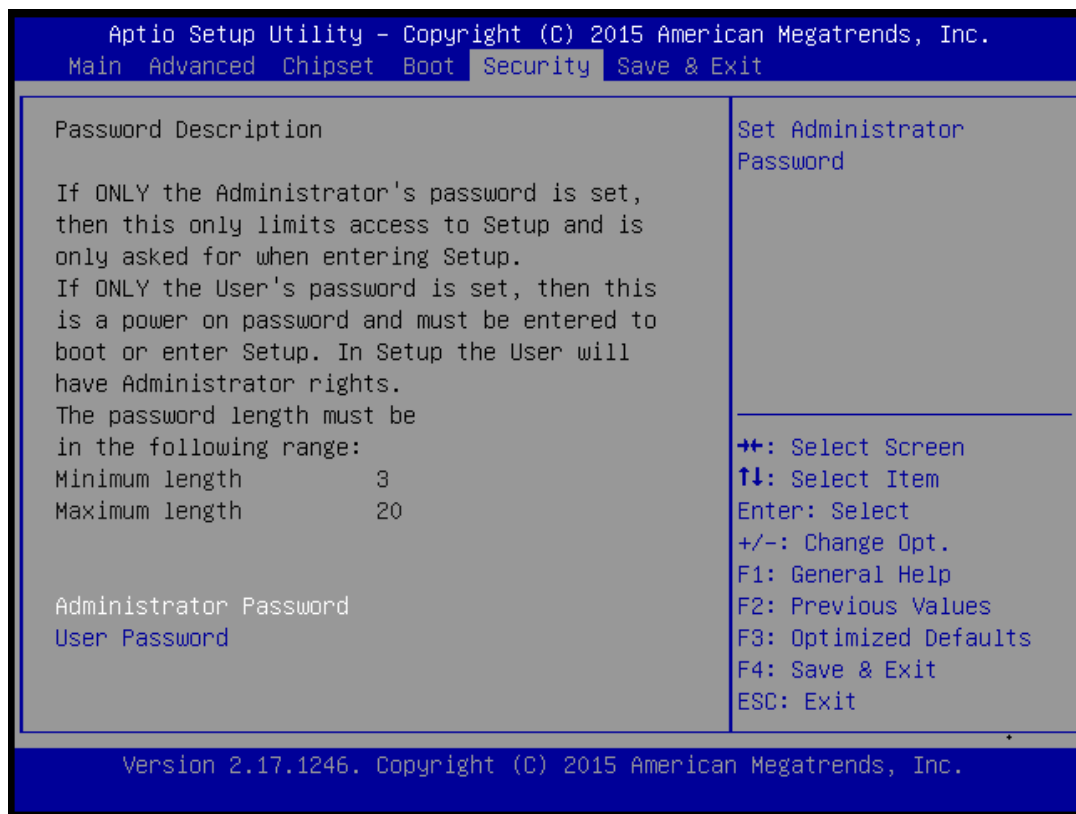 Aptio Setup Utility – Copyright (C) 2015 American Megatrends, Inc.
Main Advanced Chipset Boot Security Save & Exit
Password Description
If ONLY the Administrator's password is set,
then this only limits access to Setup and is
only asked for when entering Setup.
If ONLY the User's password is set, then this
is a power on password and must be entered to
boot or enter Setup. In Setup the User will
have Administrator rights.
The password length must be
in the following range:
Minimum length 3
Maximum length 20
Administrator Password
User Password
Set Administrator
Password
→←: Select Screen
↑↓: Select Item
Enter: Select
+/–: Change Opt.
F1: General Help
F2: Previous Values
F3: Optimized Defaults
F4: Save & Exit
ESC: Exit
Version 2.17.1246. Copyright (C) 2015 American Megatrends, Inc.